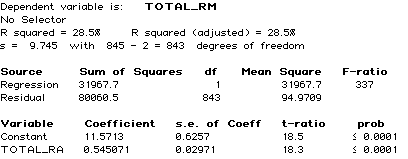 Dependent variable is: TOTAL_RM
No Selector
R squared = 28.5% R squared (adjusted) = 28.5%
s = 9.745 with 845 - 2 = 843 degrees of freedom
Source Sum of Squares df Mean Square F-ratio
Regression 31967.7 1 31967.7 337
Residual 80060.5 843 94.9709
Variable Coefficient s.e. of Coeff t-ratio prob
Constant 11.5713 0.6257 18.5 ≤ 0.0001
TOTAL_RA 0.545071 0.02971 18.3 ≤ 0.0001